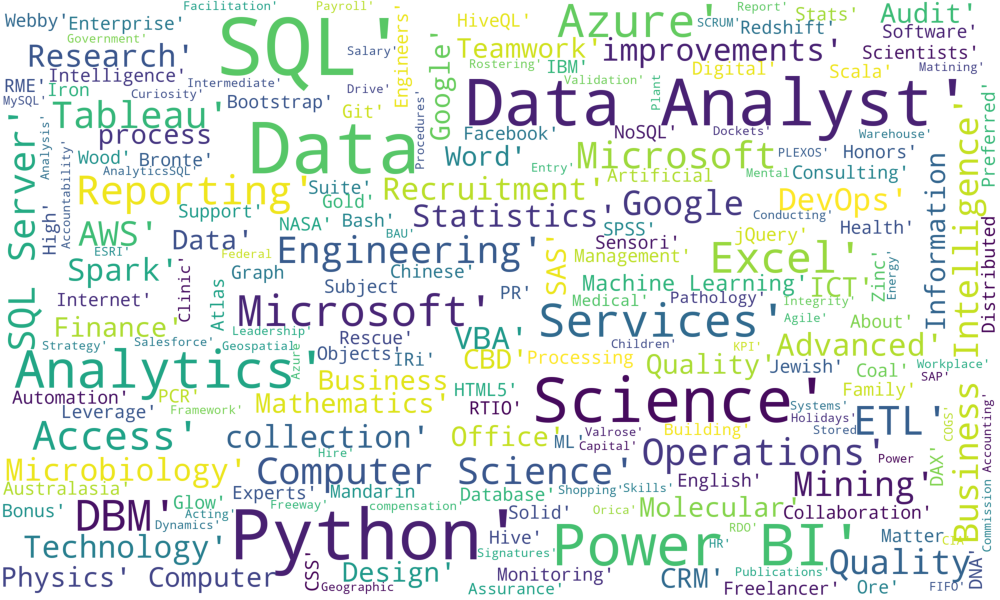 Facilitation'
Payroll'
Webby'
Enterprise'
SQL'
Engineers'
HiveQL'
Azure'
SCRUM'
Report'
Stats'
Audit'
Government'
Redshift'
Software'
Research'
Salary'
Google'
Teamwork'
improvements'
Scientists'
Intelligence'
Rostering'
IBM'
Digital'
Scala'
Matining'
RME'
Iron
Curiosity'
Intermediate'
Drive'
Validation'
Plant
MySQL'
Tableau'
Bootstrap'
Git'
Data Analyst'
Preferred'
process
Data
Procedures'
Facebook'
NoSQL'
Dockets'
Warehouse'
SQL Server'
Analysis'
Accountability'
High'
Wood'
Bronte'
AnalyticsSQL'
Word'
Microsoft
PLEXOS'
Honors'
Entry'
Mental
Consulting'
Reporting'
Suite'
Gold
Recruitment'
Artificial
Google
DevOps'
Information
Business Intelligence'
Distributed
Support'
NASA'
Bash'
Statistics'
SPSS'
Conducting
AWS'
ESRI'
Data'
Federal
BAU'
Engineering'
Sensori'
jQuery'
Health'
SAS'
Management'
Excel'
Spark'
Graph
Chinese'
Machine Learning'
ICT'
Zinc'
Energy'
Clinic'
Atlas
Subject
PR'
Medical'
Pathology'
Integrity'
Internet'
Microsoft'
Services'
Agile'
About'
Finance'
Leadership'
Rescue'
VBA'
Children'
KPI'
Advanced'
Strategy'
Salesforce'
Geospatial
Objects'
IRi'
CBD'
Processing
Quality'
Jewish'
Coal'
Workplace'
SAP'
Analytics'
Azure
Business
HTML5'
Science'
Family'
Automation'
PCR'
Mathematics'
RTIO'
Systems'
Holidays'
ETL'
COGS'
Leverage'
Framework'
Valrose'
Building'
Stored
Access'
collection'
Office'
ML'
Capital'
Operations'
Power
Hire'
Accounting'
Microbiology'
Computer Science'
Shopping'
Skills'
English'
Mining'
DAX'
Australasia'
Experts'
Mandarin
Database'
Commission
Bonus'
DBM'
Glow'
Acting'
Freeway'
compensation'
Solid'
Orica'
Molecular
Collaboration'
Dynamics'
Python'
Hive'
RDO'
Matter
CIA
Technology'
Signatures'
Power BI'
HR'
Quality
Physics'
Computer
CSS'
Design'
Monitoring'
CRM'
Publications'
DNA'
Geographic
Assurance'
Freelancer
Ore'
FIFO'